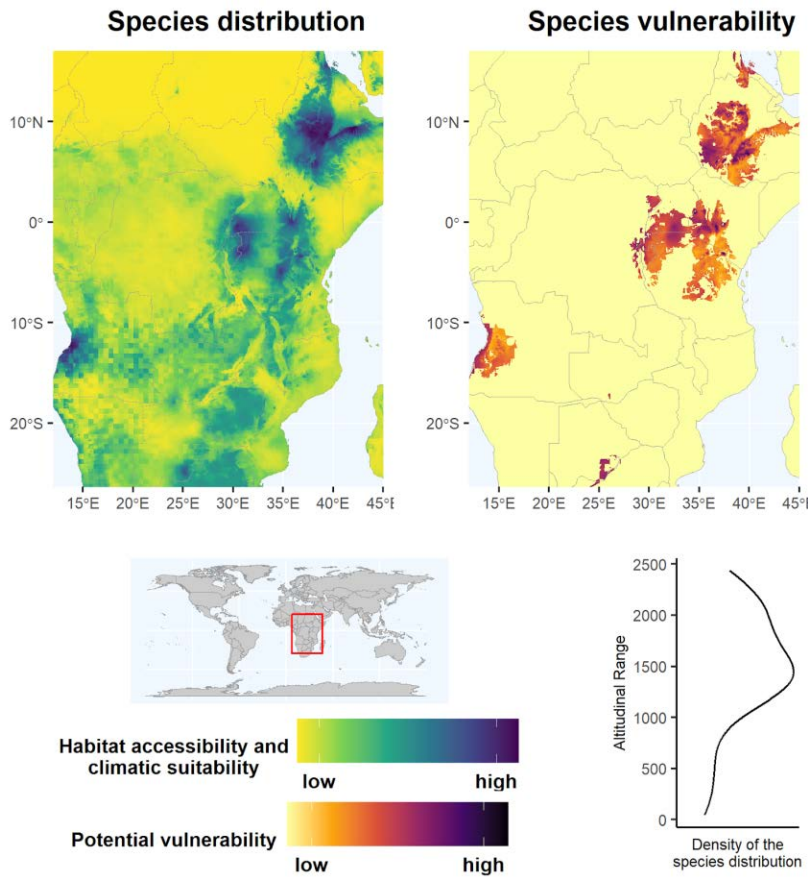 Species distribution
Species vulnerability
10°N
0°
10°S
20°S
15°E 20°E 25°E 30°E 35°E 40°E 45°E
10°N
0°
10°S
20°S
15°E 20°E 25°E 30°E 35°E 40°E 45°E
Habitat accessibility and
climatic suitability
low high
Potential vulnerability
low high
2500
2000
1500
1000
500
0
Altitudinal Range
Density of the
species distribution